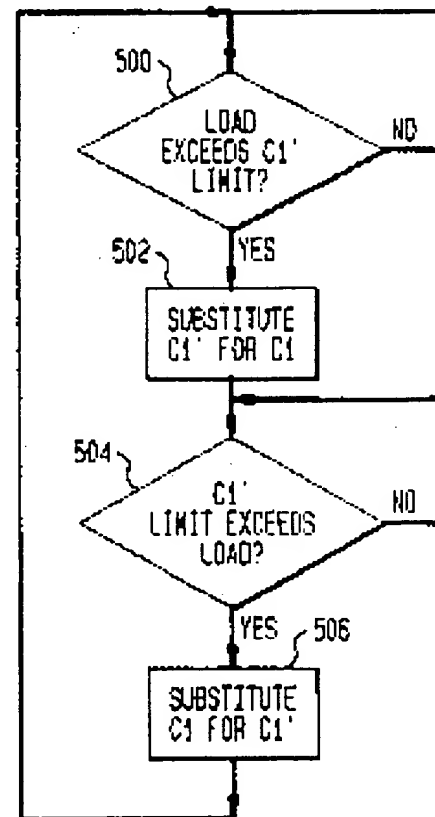 500
LOAD
EXCEEDS C1'
LIMIT?
NO
YES
502
SUBSTITUTE
C1' FOR C1
504
C1'
LIMIT EXCEEDS
LOAD?
NO
YES
506
SUBSTITUTE
C1 FOR C1'